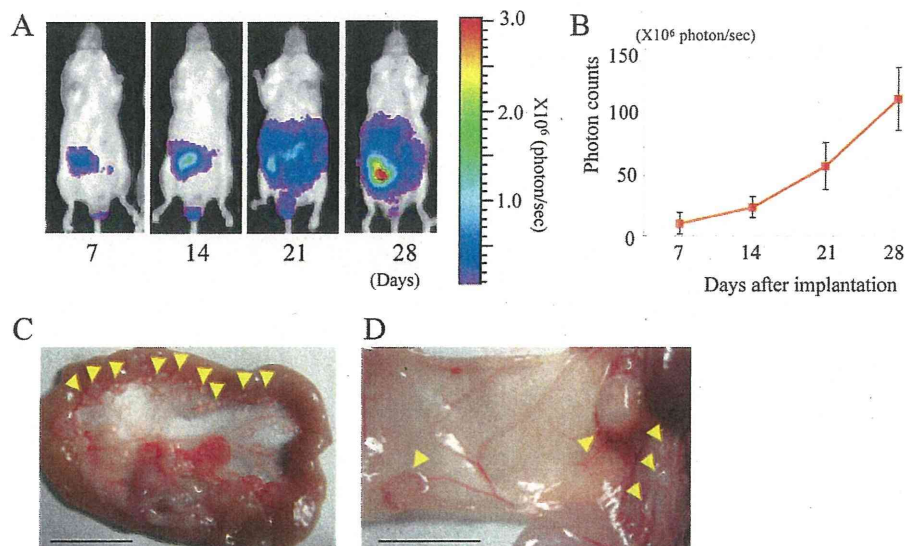 A
7
14
21
28
(Days)
3.0
2.0
1.0
X10⁶ (photon/sec)
B
(X10⁶ photon/sec)
150
100
50
0
Photon counts
7
14
21
28
Days after implantation
C
D